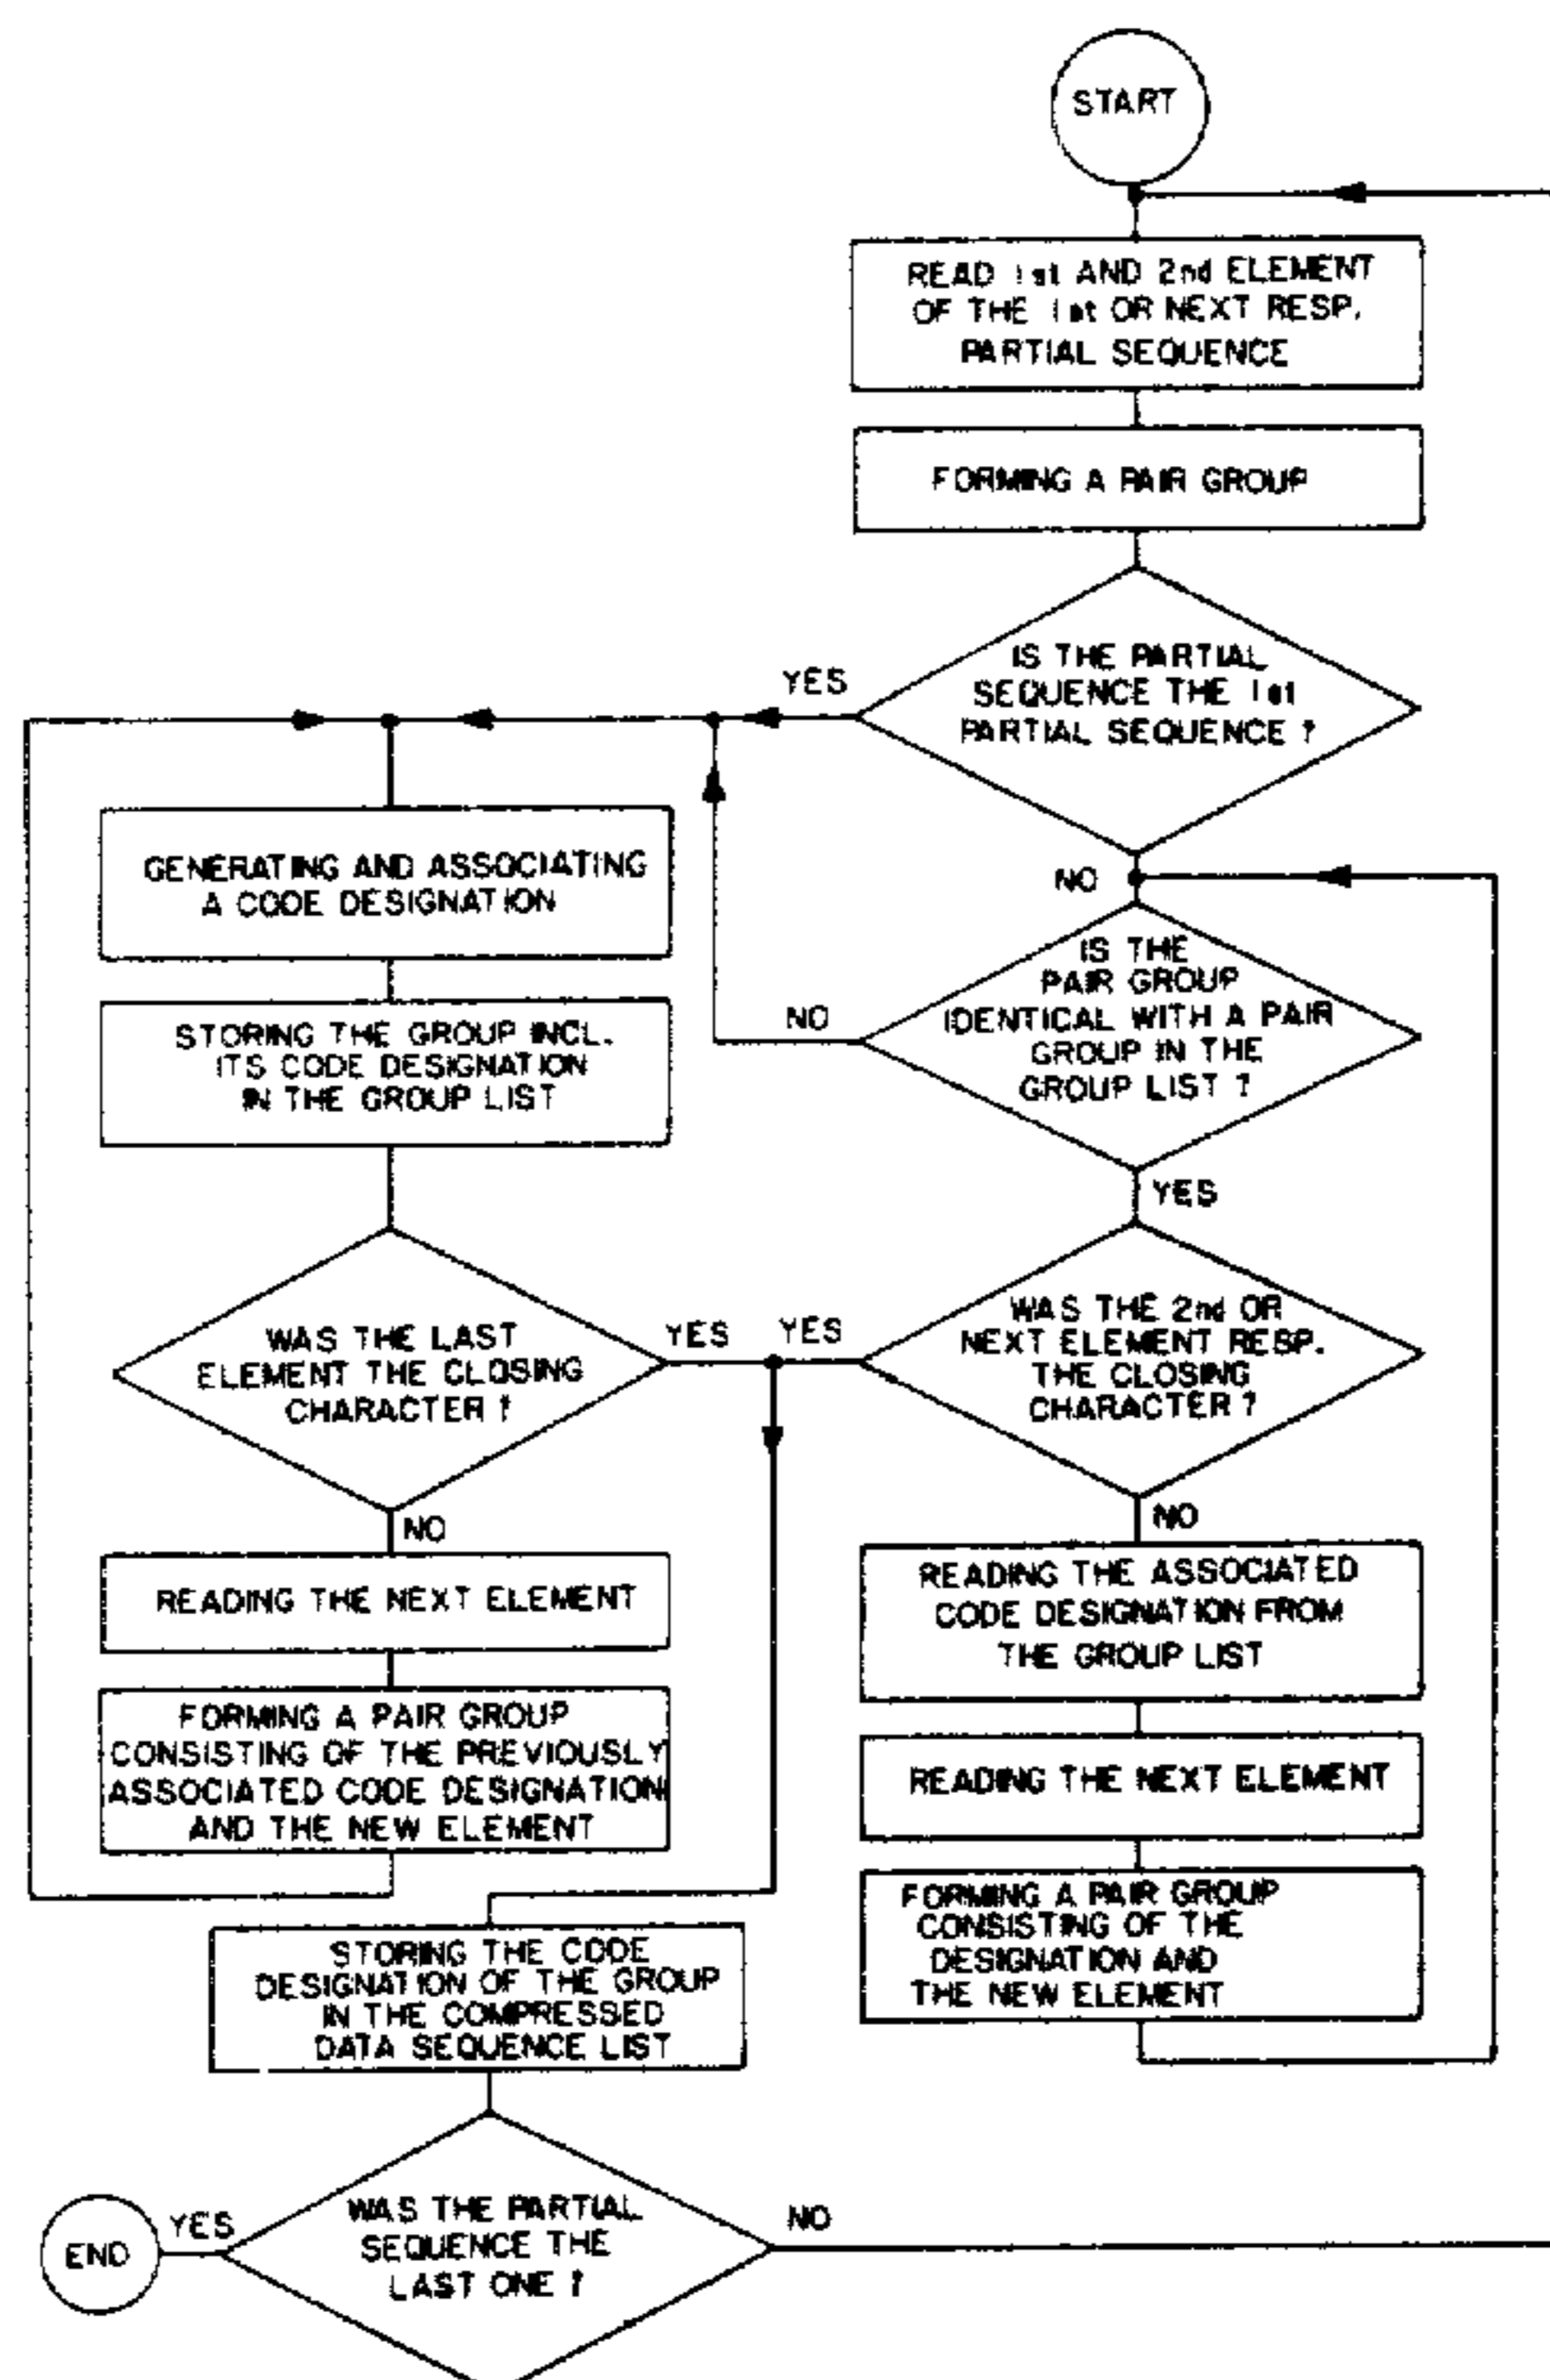 START
READ 1st AND 2nd ELEMENT
OF THE 1st OR NEXT RESP.
PARTIAL SEQUENCE
FORMING A PAIR GROUP
IS THE PARTIAL
SEQUENCE THE 1st
PARTIAL SEQUENCE ?
YES
NO
GENERATING AND ASSOCIATING
A CODE DESIGNATION
STORING THE GROUP INCL.
ITS CODE DESIGNATION
IN THE GROUP LIST
IS THE
PAIR GROUP
IDENTICAL WITH A PAIR
GROUP IN THE
GROUP LIST ?
NO
YES
WAS THE LAST
ELEMENT THE CLOSING
CHARACTER ?
YES
YES
WAS THE 2nd OR
NEXT ELEMENT RESP.
THE CLOSING
CHARACTER ?
NO
NO
READING THE NEXT ELEMENT
FORMING A PAIR GROUP
CONSISTING OF THE PREVIOUSLY
ASSOCIATED CODE DESIGNATION
AND THE NEW ELEMENT
READING THE ASSOCIATED
CODE DESIGNATION FROM
THE GROUP LIST
READING THE NEXT ELEMENT
FORMING A PAIR GROUP
CONSISTING OF THE
DESIGNATION AND
THE NEW ELEMENT
STORING THE CODE
DESIGNATION OF THE GROUP
IN THE COMPRESSED
DATA SEQUENCE LIST
WAS THE PARTIAL
SEQUENCE THE
LAST ONE ?
YES
NO
END